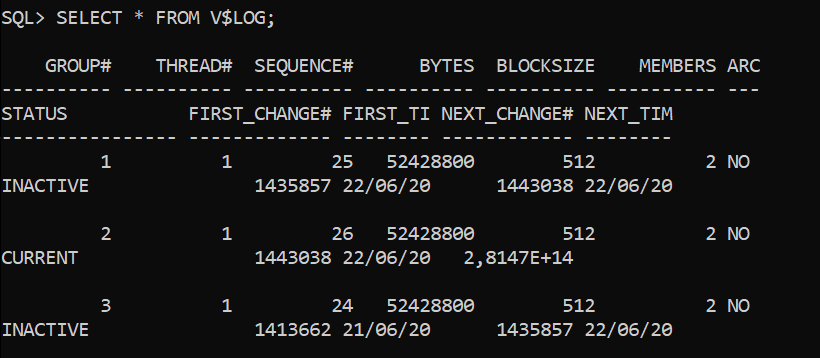 SQL> SELECT * FROM V$LOG;
    GROUP#    THREAD#  SEQUENCE#      BYTES  BLOCKSIZE    MEMBERS ARC
---------- ---------- ---------- ---------- ---------- ---------- ---
STATUS           FIRST_CHANGE# FIRST_TI NEXT_CHANGE# NEXT_TIM
---------------- ------------- -------- ------------ --------
         1          1         25   52428800        512          2 NO
INACTIVE               1435857 22/06/20      1443038 22/06/20
         2          1         26   52428800        512          2 NO
CURRENT                1443038 22/06/20   2,8147E+14
         3          1         24   52428800        512          2 NO
INACTIVE               1413662 21/06/20      1435857 22/06/20